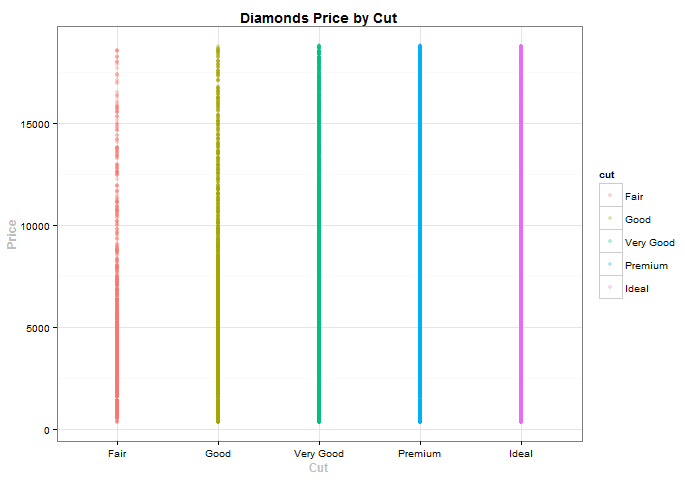 Diamonds Price by Cut
Price
15000
10000
5000
0
Fair
Good
Very Good
Premium
Ideal
Cut
cut
Fair
Good
Very Good
Premium
Ideal